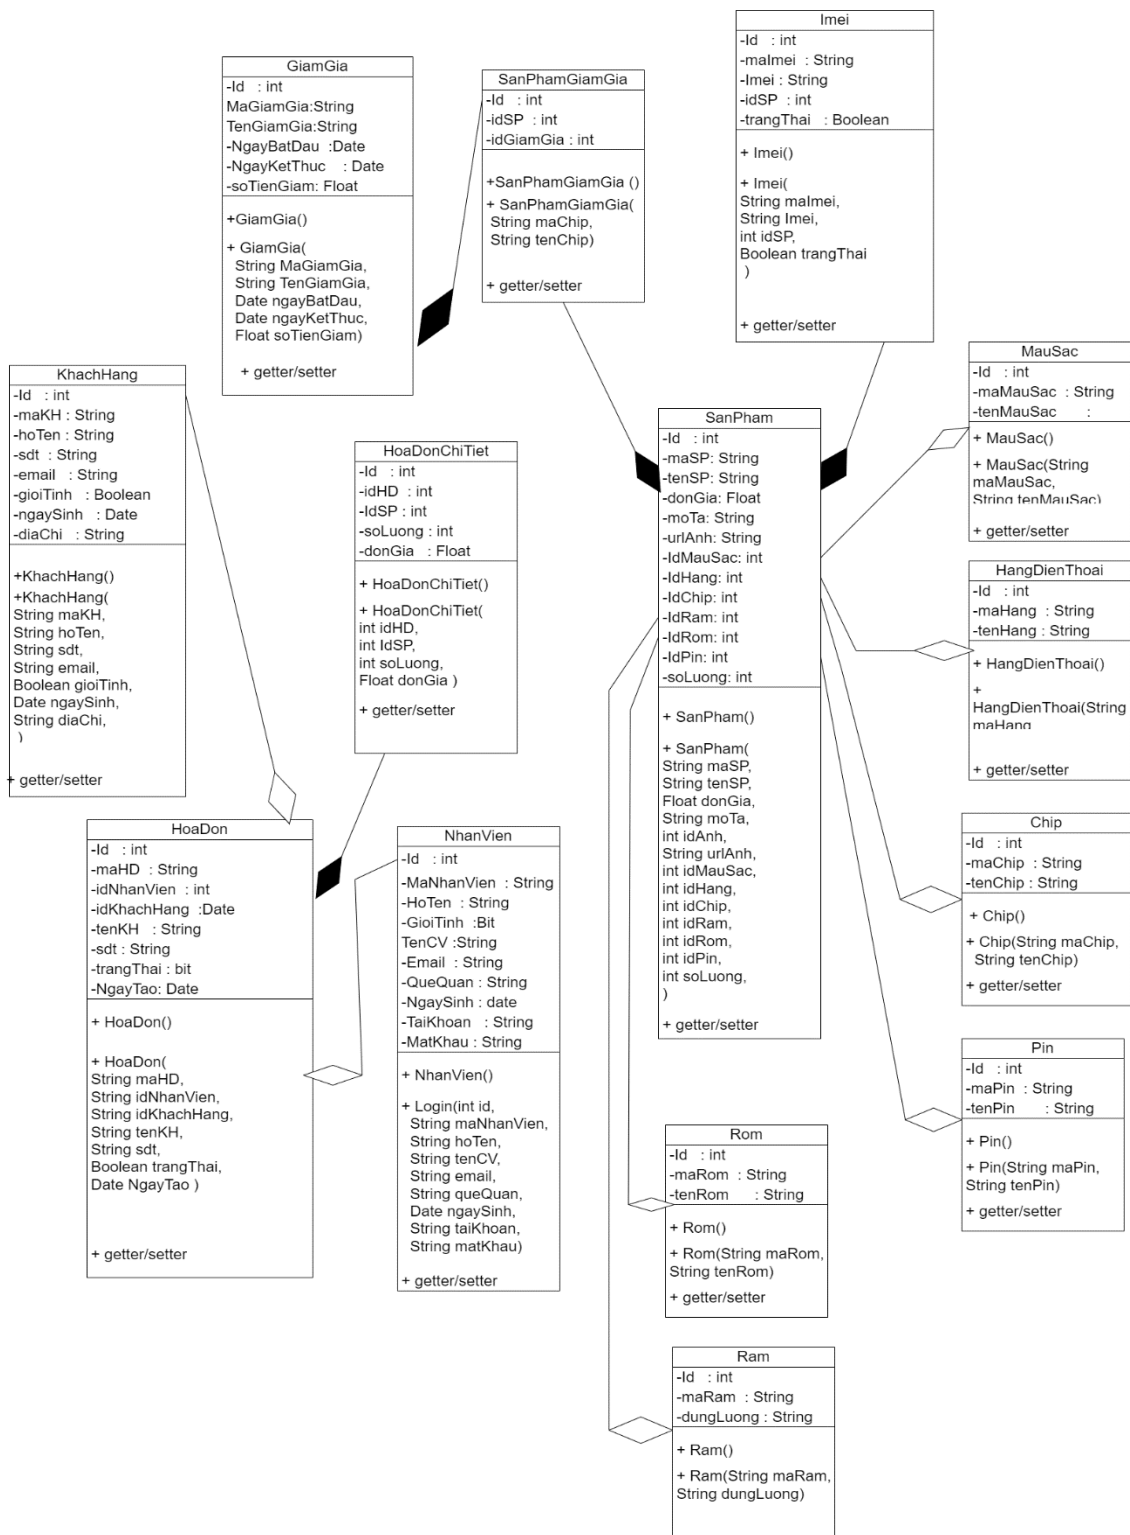 Imei
-Id : int
-maImei : String
-Imei : String
-idSP : int
-trangThai : Boolean
+ Imei()
+ Imei(
String maImei,
String Imei,
int idSP,
Boolean trangThai
)
+ getter/setter
GiamGia
-Id : int
MaGiamGia:String
TenGiamGia:String
-NgayBatDau :Date
-NgayKetThuc : Date
-soTienGiam: Float
+GiamGia()
+ GiamGia(
String MaGiamGia,
String TenGiamGia,
Date ngayBatDau,
Date ngayKetThuc,
Float soTienGiam)
+ getter/setter
SanPhamGiamGia
-Id : int
-idSP : int
-idGiamGia : int
+SanPhamGiamGia ()
+ SanPhamGiamGia(
String maChip,
String tenChip)
+ getter/setter
KhachHang
-Id : int
-maKH : String
-hoTen : String
-sdt : String
-email : String
-gioiTinh : Boolean
-ngaySinh : Date
-diaChi : String
+KhachHang()
+KhachHang(
String maKH,
String hoTen,
String sdt,
String email,
Boolean gioiTinh,
Date ngaySinh,
String diaChi,
)
+ getter/setter
HoaDonChiTiet
-Id : int
-idHD : int
-IdSP : int
-soLuong : int
-donGia : Float
+ HoaDonChiTiet()
+ HoaDonChiTiet(
int idHD,
int IdSP,
int soLuong,
Float donGia )
+ getter/setter
SanPham
-Id : int
-maSP: String
-tenSP: String
-donGia: Float
-moTa: String
-urlAnh: String
-IdMauSac: int
-IdHang: int
-IdChip: int
-IdRam: int
-IdRom: int
-IdPin: int
-soLuong: int
+ SanPham()
+ SanPham(
String maSP,
String tenSP,
Float donGia,
String moTa,
int idAnh,
String urlAnh,
int idMauSac,
int idHang,
int idChip,
int idRam,
int idRom,
int idPin,
int soLuong,
)
+ getter/setter
MauSac
-Id : int
-maMauSac : String
-tenMauSac :
+ MauSac()
+ MauSac(String
maMauSac,
String tenMauSac)
+ getter/setter
HangDienThoai
-Id : int
-maHang : String
-tenHang : String
+ HangDienThoai()
+
HangDienThoai(String
maHang
+ getter/setter
Chip
-Id : int
-maChip : String
-tenChip : String
+ Chip()
+ Chip(String maChip,
String tenChip)
+ getter/setter
Pin
-Id : int
-maPin : String
-tenPin : String
+ Pin()
+ Pin(String maPin,
String tenPin)
+ getter/setter
HoaDon
-Id : int
-maHD : String
-idNhanVien : int
-idKhachHang :Date
-tenKH : String
-sdt : String
-trangThai : bit
-NgayTao: Date
+ HoaDon()
+ HoaDon(
String maHD,
String idNhanVien,
String idKhachHang,
String tenKH,
String sdt,
Boolean trangThai,
Date NgayTao )
+ getter/setter
NhanVien
-Id : int
-MaNhanVien : String
-HoTen : String
-GioiTinh :Bit
TenCV :String
-Email : String
-QueQuan : String
-NgaySinh : date
-TaiKhoan : String
-MatKhau : String
+ NhanVien()
+ Login(int id,
String maNhanVien,
String hoTen,
String tenCV,
String email,
String queQuan,
Date ngaySinh,
String taiKhoan,
String matKhau)
+ getter/setter
Rom
-Id : int
-maRom : String
-tenRom : String
+ Rom()
+ Rom(String maRom,
String tenRom)
+ getter/setter
Ram
-Id : int
-maRam : String
-dungLuong : String
+ Ram()
+ Ram(String maRam,
String dungLuong)